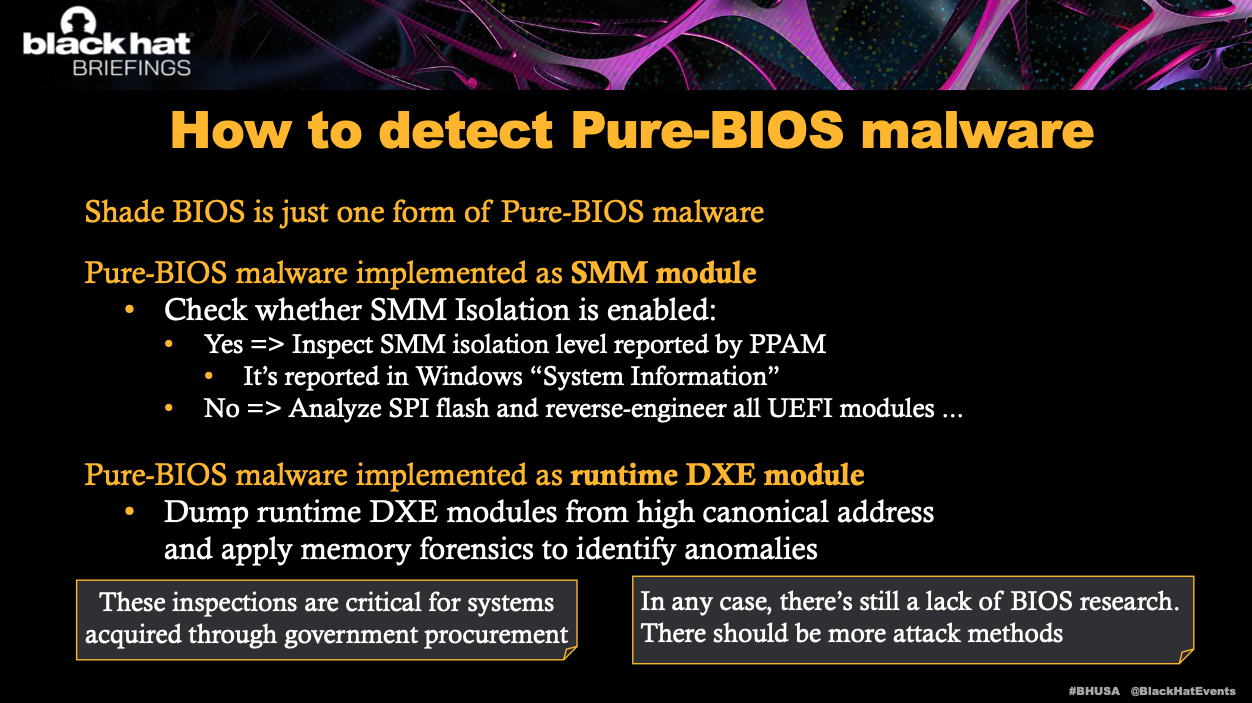 black hat
BRIEFINGS
How to detect Pure-BIOS malware
Shade BIOS is just one form of Pure-BIOS malware
Pure-BIOS malware implemented as SMM module
• Check whether SMM Isolation is enabled:
• Yes => Inspect SMM isolation level reported by PPAM
• It’s reported in Windows “System Information”
• No => Analyze SPI flash and reverse-engineer all UEFI modules …
Pure-BIOS malware implemented as runtime DXE module
• Dump runtime DXE modules from high canonical address
and apply memory forensics to identify anomalies
These inspections are critical for systems
acquired through government procurement
In any case, there’s still a lack of BIOS research.
There should be more attack methods
#BHUSA @BlackHatEvents